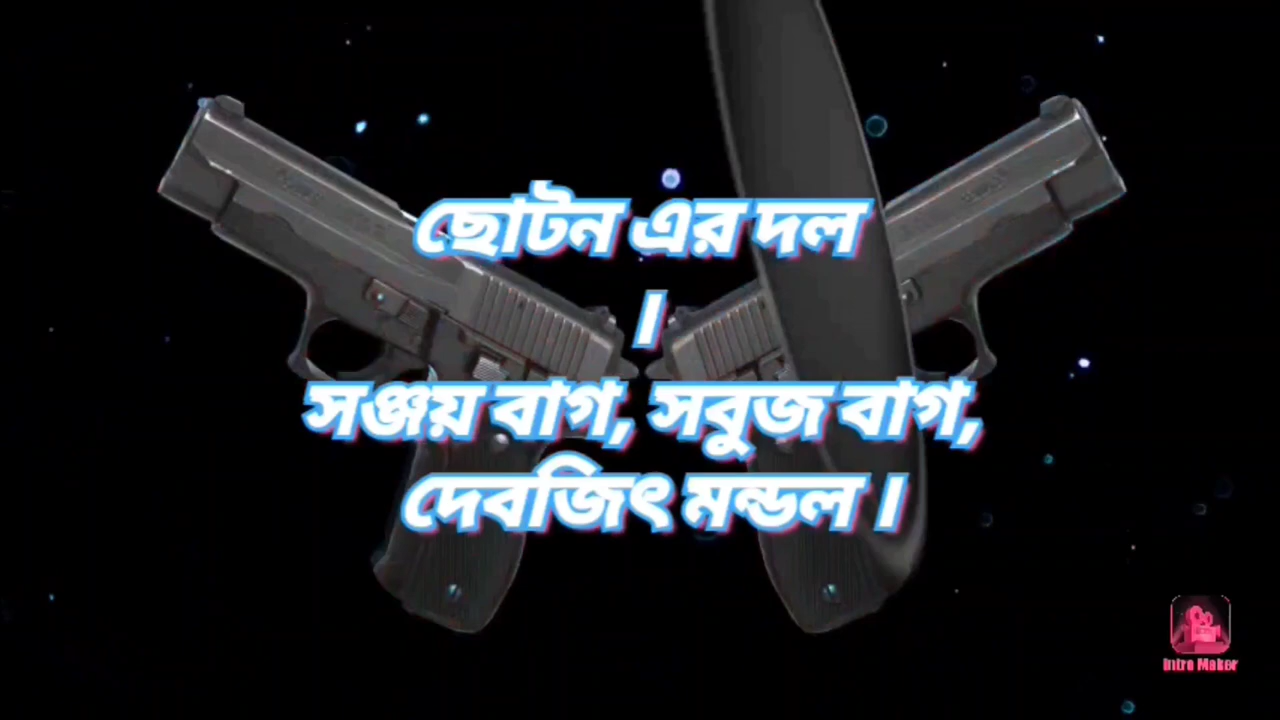 ছোটন এর দল
।
সঞ্জয় বাগ, সবুজ বাগ,
দেবজিৎ মন্ডল ।
Intro Maker